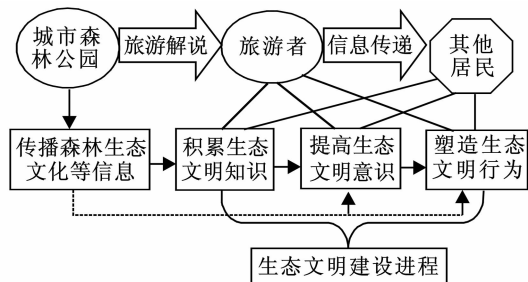 城市森
林公园
旅游解说
旅游者
信息传递
其他
居民
传播森林生态
文化等信息
积累生态
文明知识
提高生态
文明意识
塑造生态
文明行为
生态文明建设进程